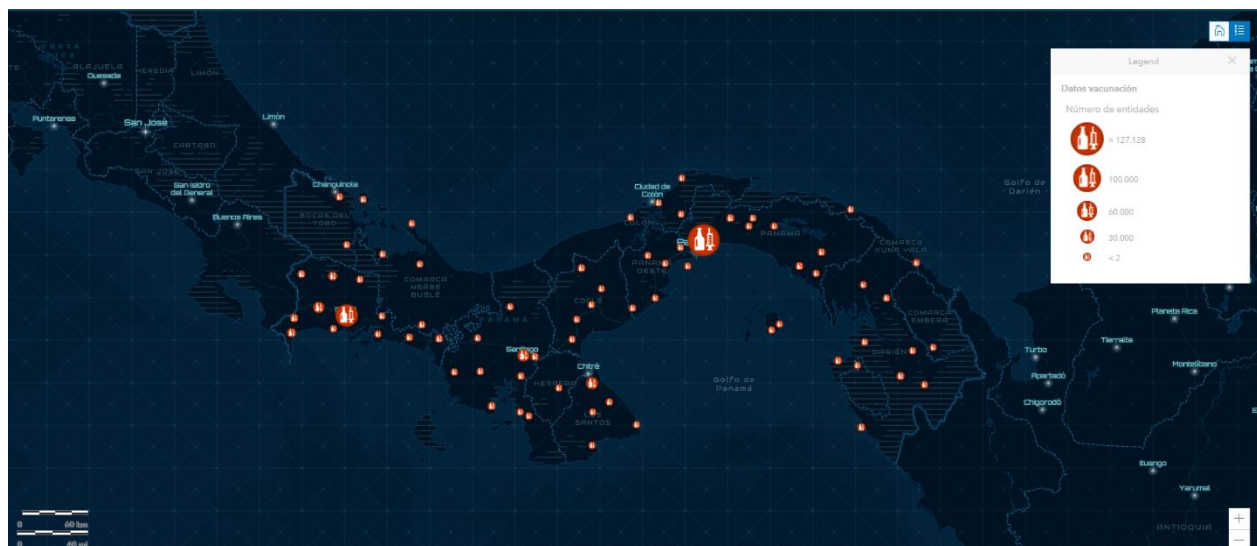 COSTA
RICA
ALAJUELA
Quesada
HEREDIA
LIMÓN
Puntarenas
San José
Limón
CARTAGO
SAN JOSÉ
San Isidro
del General
Buenos Aires
Changuinola
BOCAS DEL
TORO
COMARCA
NGÄBE
BUGLÉ
PANAMÁ
Santiago
Chitré
HERRERA
LOS
SANTOS
COCLÉ
Ciudad de
Colón
COLÓN
PANAMÁ
OESTE
PANAMÁ
Golfo de
Darién
COMARCA
KUNA YALA
COMARCA
EMBERÁ
DARIÉN
Golfo de
Panamá
Turbo
Apartadó
Chigorodó
Planeta Rica
Tierralta
Montelíbano
Ituango
Yarumal
ANTIOQUIA
Legend
Datos vacunación
Número de entidades
> 127.128
100.000
60.000
30.000
< 2
0 60 km
0 40 mi